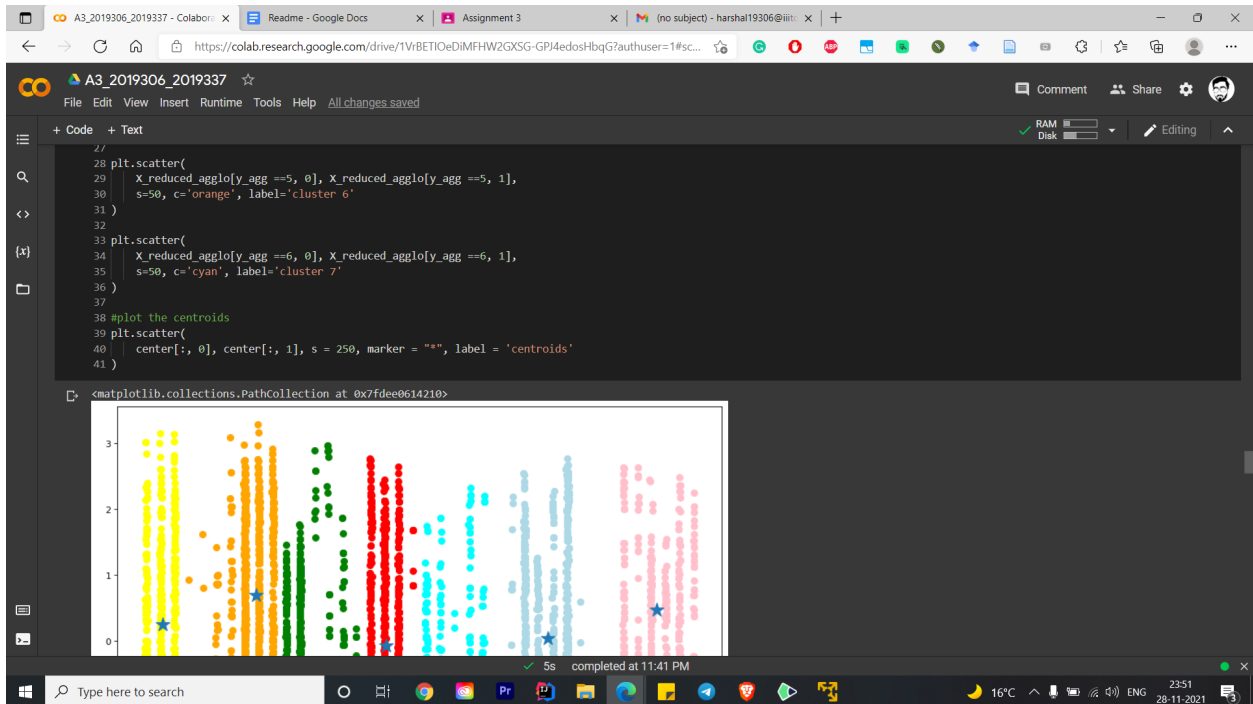 A3_2019306_2019337 - Colabora
Readme - Google Docs
Assignment 3
(no subject) - harshal19306@iiitd
https://colab.research.google.com/drive/1VrBETlOeDiMFHW2GXSG-GPJ4edosHbqG?authuser=1#sc...
A3_2019306_2019337
Comment
Share
File Edit View Insert Runtime Tools Help All changes saved
+ Code + Text
RAM
Disk
Editing
27
28 plt.scatter(
29 X_reduced_agglo[y_agg ==5, 0], X_reduced_agglo[y_agg ==5, 1],
30 s=50, c='orange', label='cluster 6'
31 )
32
33 plt.scatter(
34 X_reduced_agglo[y_agg ==6, 0], X_reduced_agglo[y_agg ==6, 1],
35 s=50, c='cyan', label='cluster 7'
36 )
37
38 #plot the centroids
39 plt.scatter(
40 center[:, 0], center[:, 1], s = 250, marker = "*", label = 'centroids'
41 )
<matplotlib.collections.PathCollection at 0x7fdee0614210>
3
2
1
0
5s completed at 11:41 PM
Type here to search
16°C
ENG
23:51
28-11-2021
3